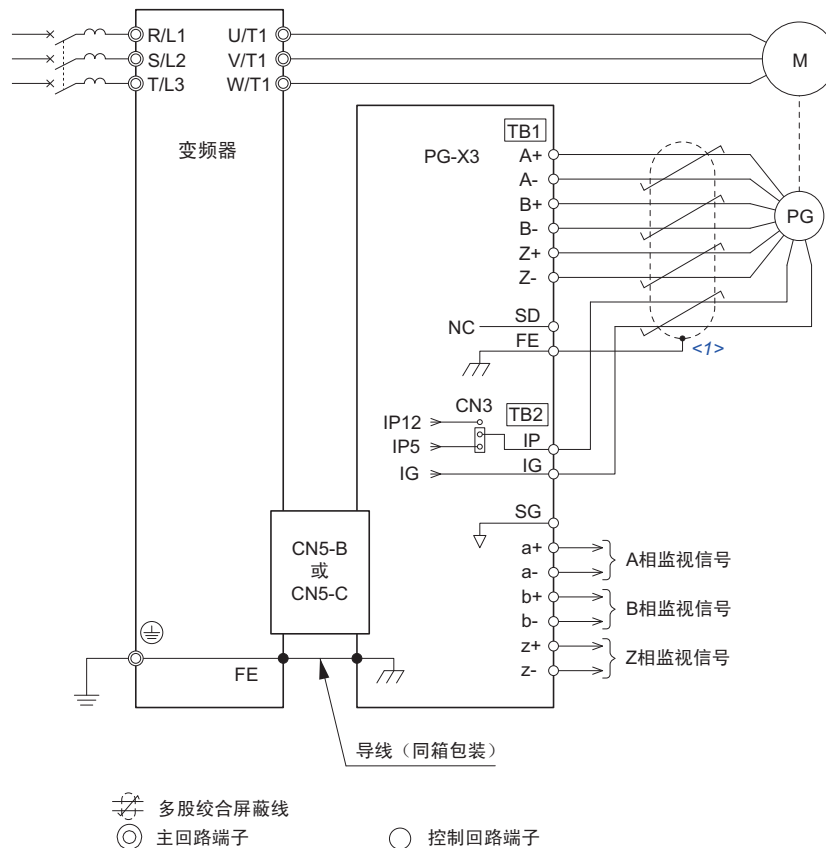 R/L1 U/T1
S/L2 V/T1
T/L3 W/T1
M
变频器
PG-X3
TB1
A+
A-
B+
B-
Z+
Z-
PG
NC SD
FE
<1>
CN3 TB2
IP12
IP5 IP
IG IG
SG
CN5-B
或
CN5-C
a+
a- A相监视信号
b+
b- B相监视信号
z+
z- Z相监视信号
FE
导线（同箱包装）
多股绞合屏蔽线
主回路端子 控制回路端子